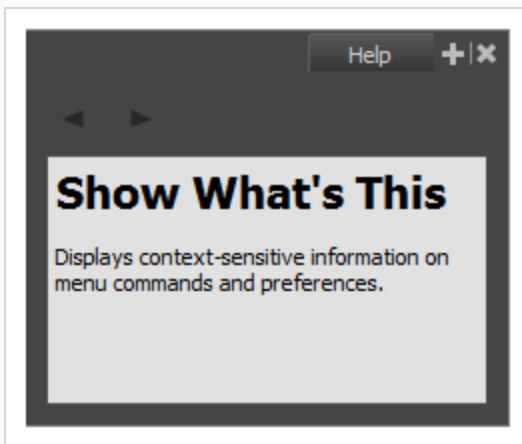 Help
Show What's This
Displays context-sensitive information on
menu commands and preferences.